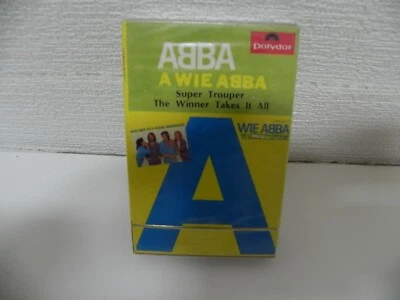 ABBA
polydor
A WIE ABBA
Super Trouper
The Winner Takes It All
WIE ABBA
A